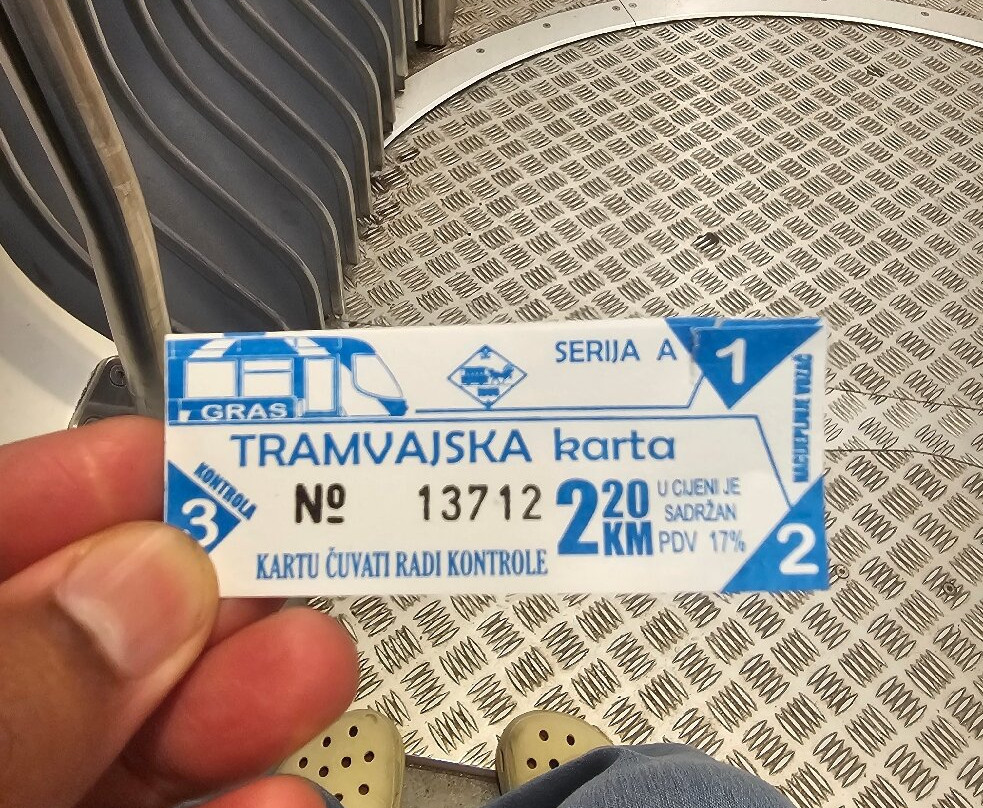 SERIJA A
1
GRAS
TRAMVAJSKA karta
KONTROLA
3
№ 13712
2 20 KM
U CIJENI JE
SADRŽAN
PDV 17%
KARTU ČUVATI RADI KONTROLE
2